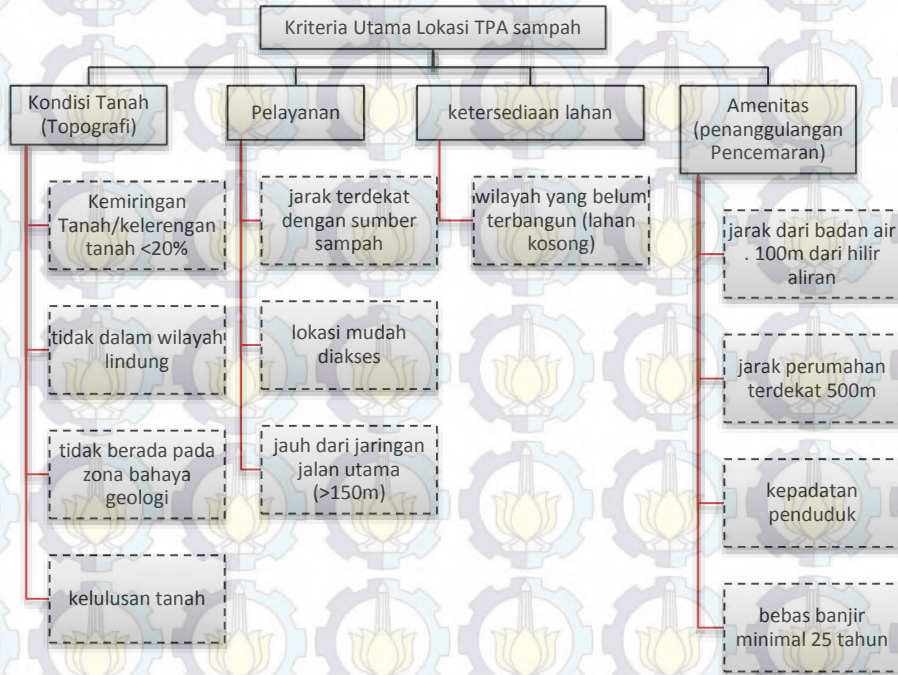 Kriteria Utama Lokasi TPA sampah
Kondisi Tanah
(Topografi)
Kemiringan
Tanah/kelerengan
tanah <20%
tidak dalam wilayah
lindung
tidak berada pada
zona bahaya
geologi
kelulusan tanah
Pelayanan
jarak terdekat
dengan sumber
sampah
lokasi mudah
diakses
jauh dari jaringan
jalan utama
(>150m)
ketersediaan lahan
wilayah yang belum
terbangun (lahan
kosong)
Amenitas
(penanggulangan
Pencemaran)
jarak dari badan air
. 100m dari hilir
aliran
jarak perumahan
terdekat 500m
kepadatan
penduduk
bebas banjir
minimal 25 tahun